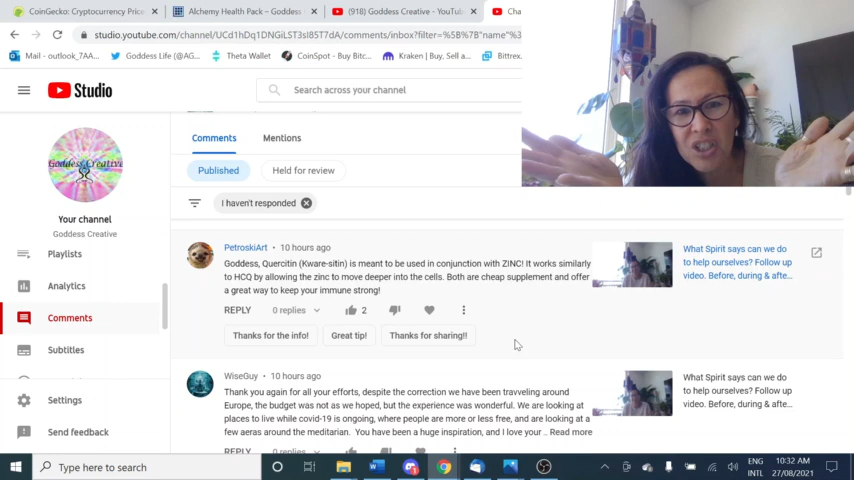 CoinGecko: Cryptocurrency Price
Alchemy Health Pack – Goddess
(918) Goddess Creative - YouTub
Cha
studio.youtube.com/channel/UCd1hDq1DNGiLST3sI85T7dA/comments/inbox?filter=%5B%7B"name"%3
Mail - outlook_7AA...
Goddess Life (@AG...
Theta Wallet
CoinSpot - Buy Bitc...
Kraken | Buy, Sell a...
Bittrex
Studio
Search across your channel
Goddess Creative
Your channel
Goddess Creative
Playlists
Analytics
Comments
Subtitles
Settings
Send feedback
Comments
Mentions
Published
Held for review
I haven't responded
PetroskiArt • 10 hours ago
Goddess, Quercitin (Kware-sitin) is meant to be used in conjunction with ZINC! It works similarly
to HCQ by allowing the zinc to move deeper into the cells. Both are cheap supplement and offer
a great way to keep your immune strong!
REPLY
0 replies
2
Thanks for the info!
Great tip!
Thanks for sharing!!
What Spirit says can we do
to help ourselves? Follow up
video. Before, during & afte...
WiseGuy • 10 hours ago
Thank you again for all your efforts, despite the correction we have been traveling around
Europe, the budget was not as we hoped, but the experience was wonderful. We are looking at
places to live while covid-19 is ongoing, where people are more or less free, and are looking at a
few aeras around the meditarian. You have been a huge inspiration, and I love your .. Read more
REPLY
0 replies
What Spirit says can we do
to help ourselves? Follow up
video. Before, during & afte...
Type here to search
ENG
INTL
10:32 AM
27/08/2021